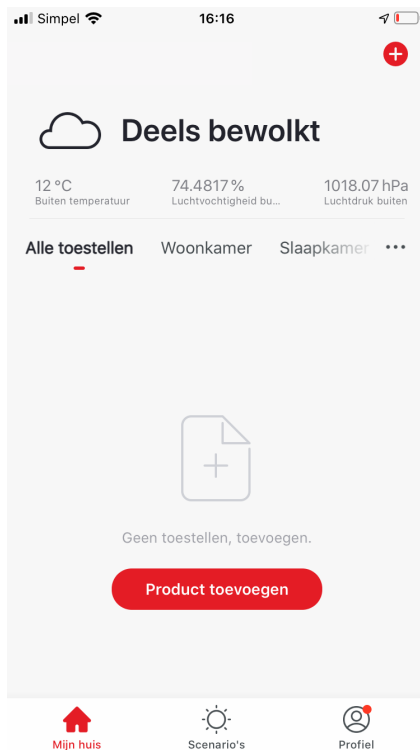 Simpel 16:16
Deels bewolkt
12 °C 74.4817 % 1018.07 hPa
Buiten temperatuur Luchtvochtigheid bu... Luchtdruk buiten
Alle toestellen Woonkamer Slaapkamer
Geen toestellen, toevoegen.
Product toevoegen
Mijn huis Scenario's Profiel